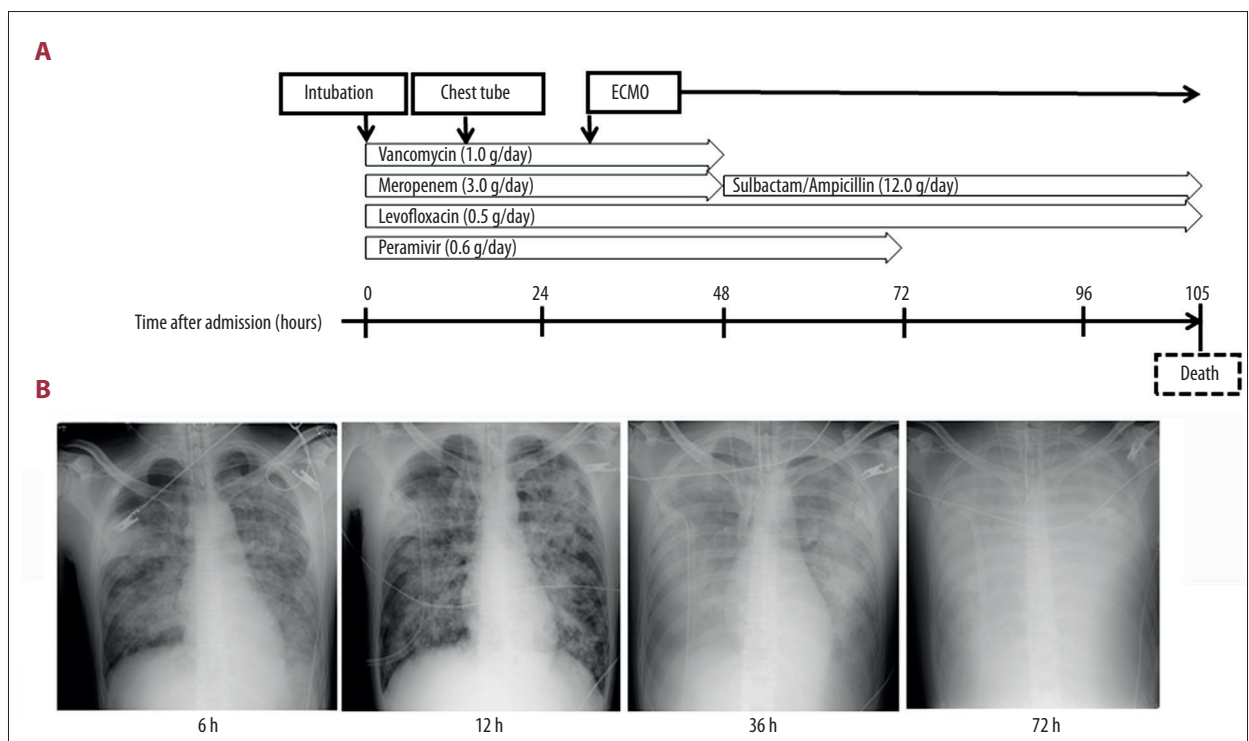 A
Intubation Chest tube ECMO
Vancomycin (1.0 g/day)
Meropenem (3.0 g/day) Sulbactam/Ampicillin (12.0 g/day)
Levofloxacin (0.5 g/day)
Peramivir (0.6 g/day)
0 24 48 72 96 105
Time after admission (hours)
Death
B
6 h 12 h 36 h 72 h